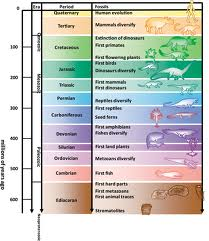 Era Period Fossils
Quaternary Human evolution
0
Tertiary Mammals diversify
Cenozoic
Extinction of dinosaurs
Cretaceous First primates
100
First flowering plants
First birds
Jurassic Dinosaurs diversify
200
Mesozoic
Triassic First mammals
First dinosaurs
Permian Reptiles diversify
300
First reptiles
Carboniferous Seed ferns
First amphibians
Devonian Fishes diversify
400
Paleozoic
Silurian First land plants
Ordovician Metazoans diversify
500
Cambrian First fish
First hard parts
First metazoans
600
Ediacaran First animal traces
Stromatolites
millions of years ago